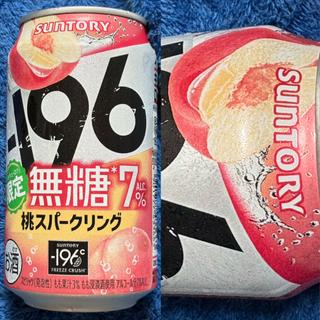 SUNTORY
196
限定
無糖* 7%
ALC.
桃スパークリング
SUNTORY
-196℃
FREEZE CRUSH
酒
SUNTORY